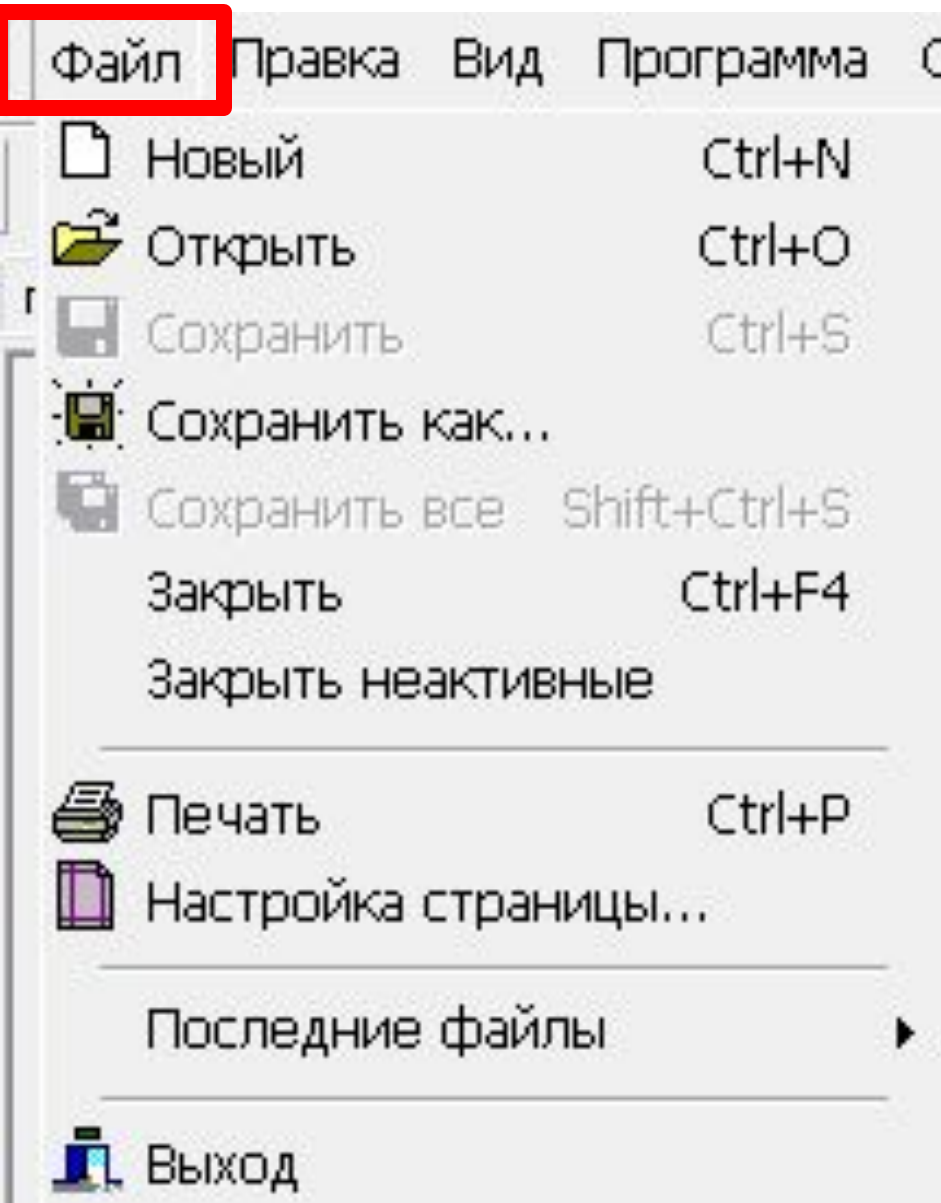 Файл Правка Вид Программа
Новый Ctrl+N
Открыть Ctrl+O
Сохранить Ctrl+S
Сохранить как...
Сохранить все Shift+Ctrl+S
Закрыть Ctrl+F4
Закрыть неактивные
Печать Ctrl+P
Настройка страницы...
Последние файлы
Выход